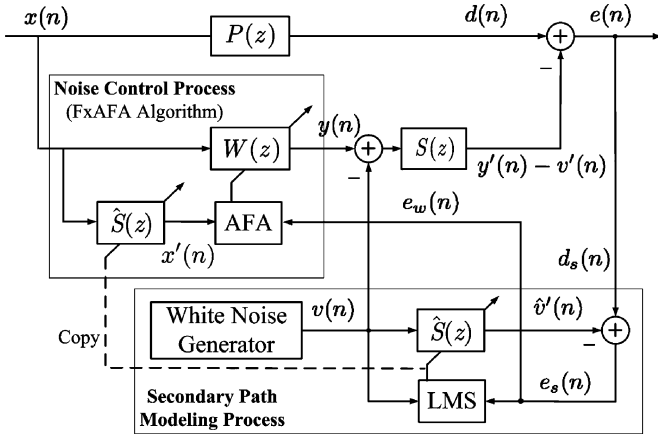 x(n)
P(z)
d(n)
+
e(n)
−
Noise Control Process
(FxAFA Algorithm)
W(z)
y(n)
+
S(z)
y′(n) − v′(n)
−
Ŝ(z)
x′(n)
AFA
e_w(n)
d_s(n)
Copy
White Noise
Generator
v(n)
Ŝ(z)
v̂′(n)
+
−
Secondary Path
Modeling Process
LMS
e_s(n)